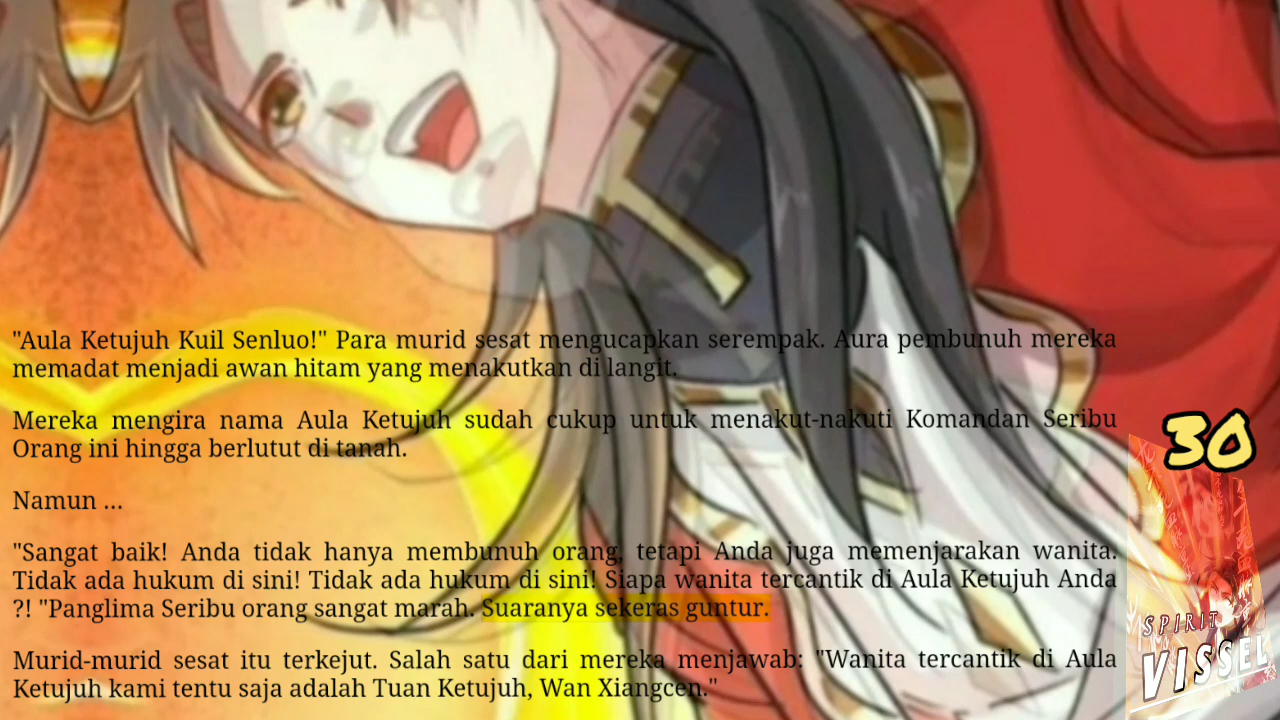 "Aula Ketujuh Kuil Senluo!" Para murid sesat mengucapkan serempak. Aura pembunuh mereka
memadat menjadi awan hitam yang menakutkan di langit.
Mereka mengira nama Aula Ketujuh sudah cukup untuk menakut-nakuti Komandan Seribu
Orang ini hingga berlutut di tanah.
Namun ...
"Sangat baik! Anda tidak hanya membunuh orang, tetapi Anda juga memenjarakan wanita.
Tidak ada hukum di sini! Tidak ada hukum di sini! Siapa wanita tercantik di Aula Ketujuh Anda
?! "Panglima Seribu orang sangat marah. Suaranya sekeras guntur.
Murid-murid sesat itu terkejut. Salah satu dari mereka menjawab: "Wanita tercantik di Aula
Ketujuh kami tentu saja adalah Tuan Ketujuh, Wan Xiangcen."
30
SPIRIT
VISSEL